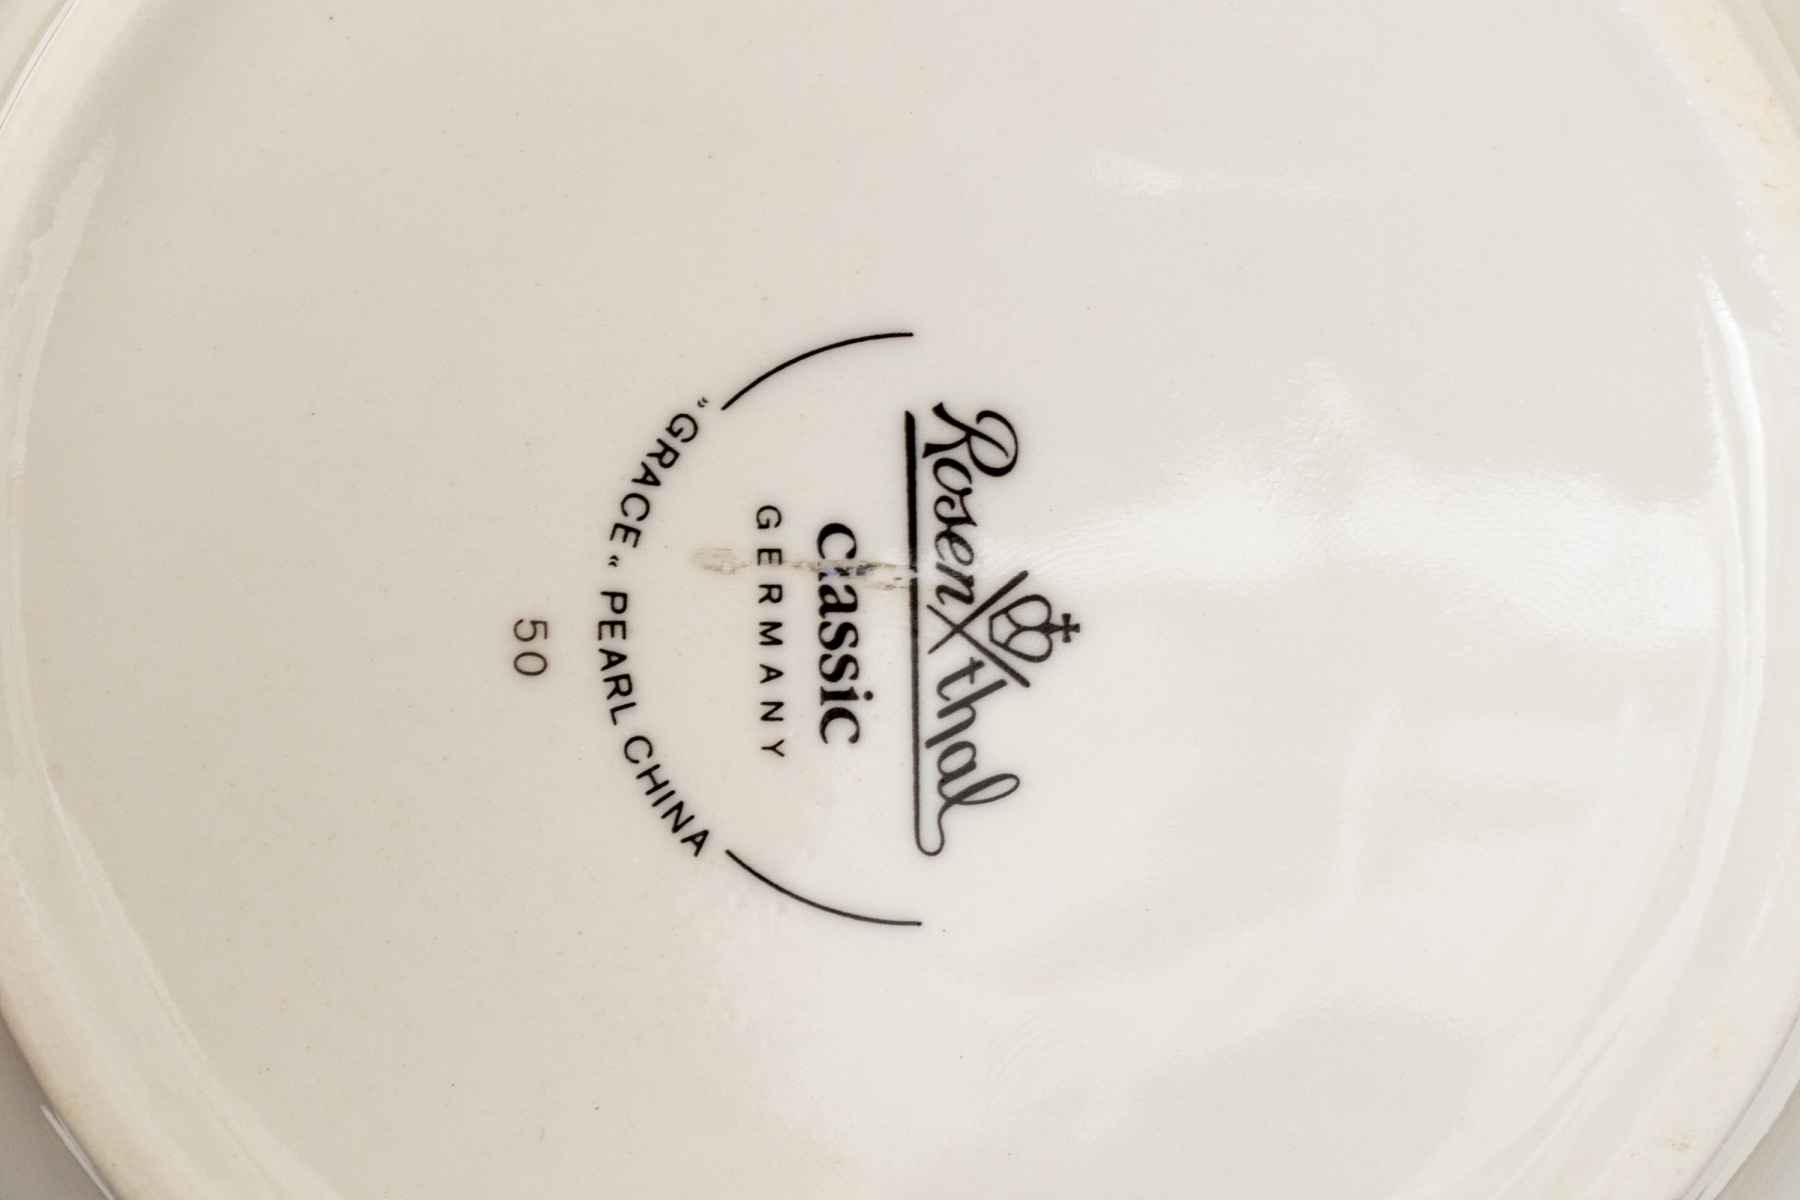 Rosenthal
classic
GERMANY
"GRACE" PEARL CHINA
50